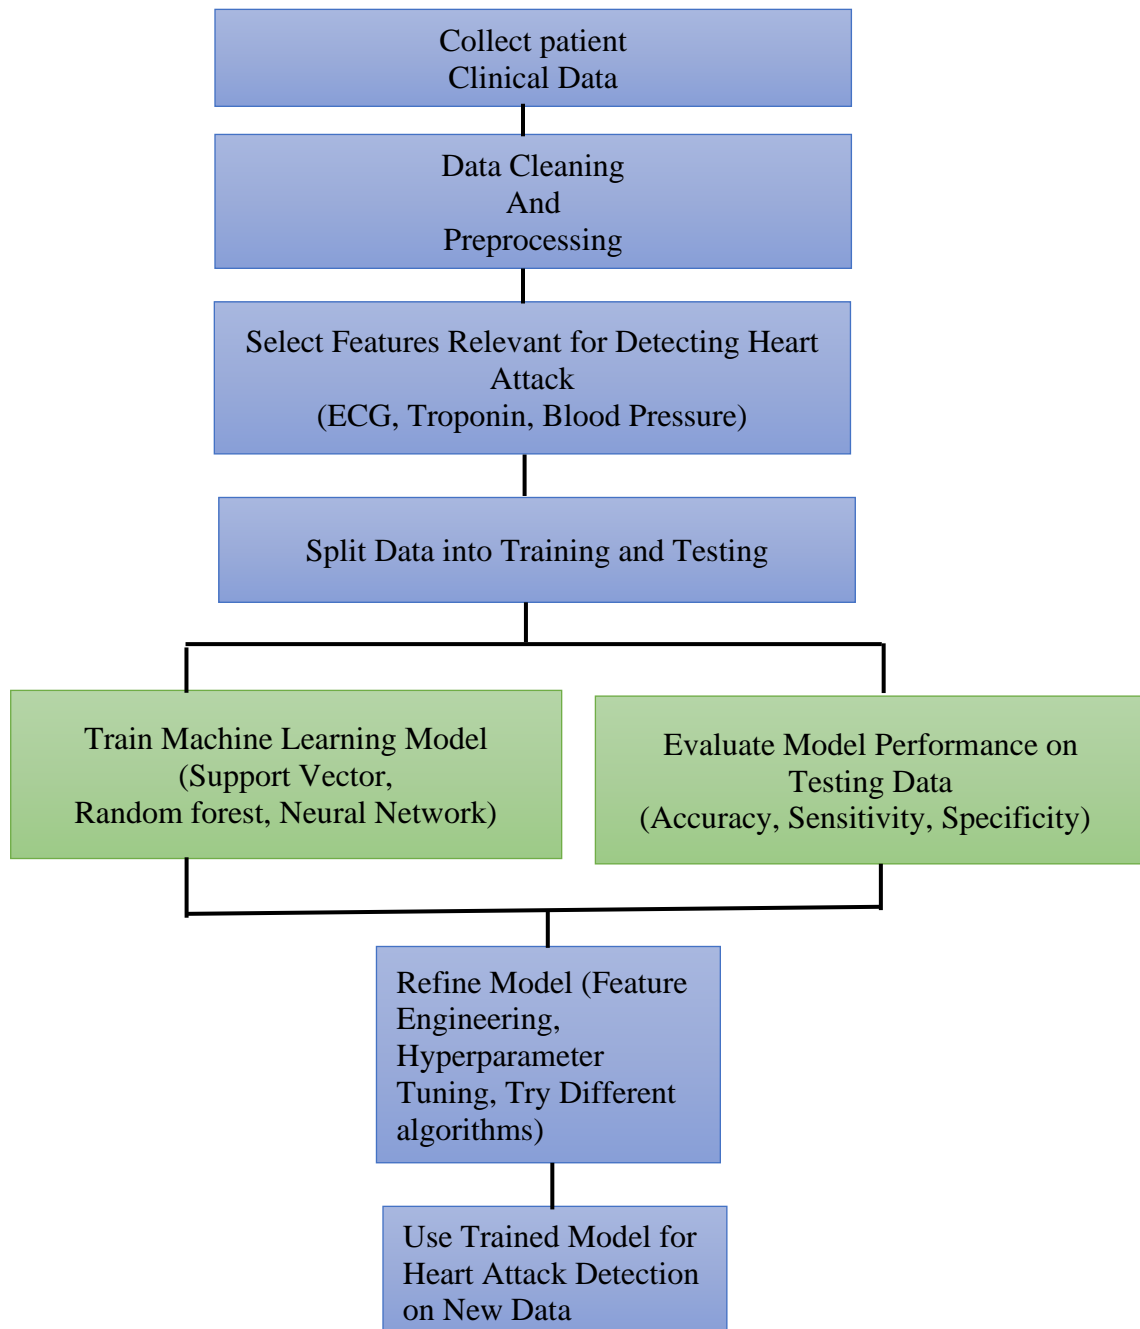 Collect patient
Clinical Data
Data Cleaning
And
Preprocessing
Select Features Relevant for Detecting Heart
Attack
(ECG, Troponin, Blood Pressure)
Split Data into Training and Testing
Train Machine Learning Model
(Support Vector,
Random forest, Neural Network)
Evaluate Model Performance on
Testing Data
(Accuracy, Sensitivity, Specificity)
Refine Model (Feature
Engineering,
Hyperparameter
Tuning, Try Different
algorithms)
Use Trained Model for
Heart Attack Detection
on New Data